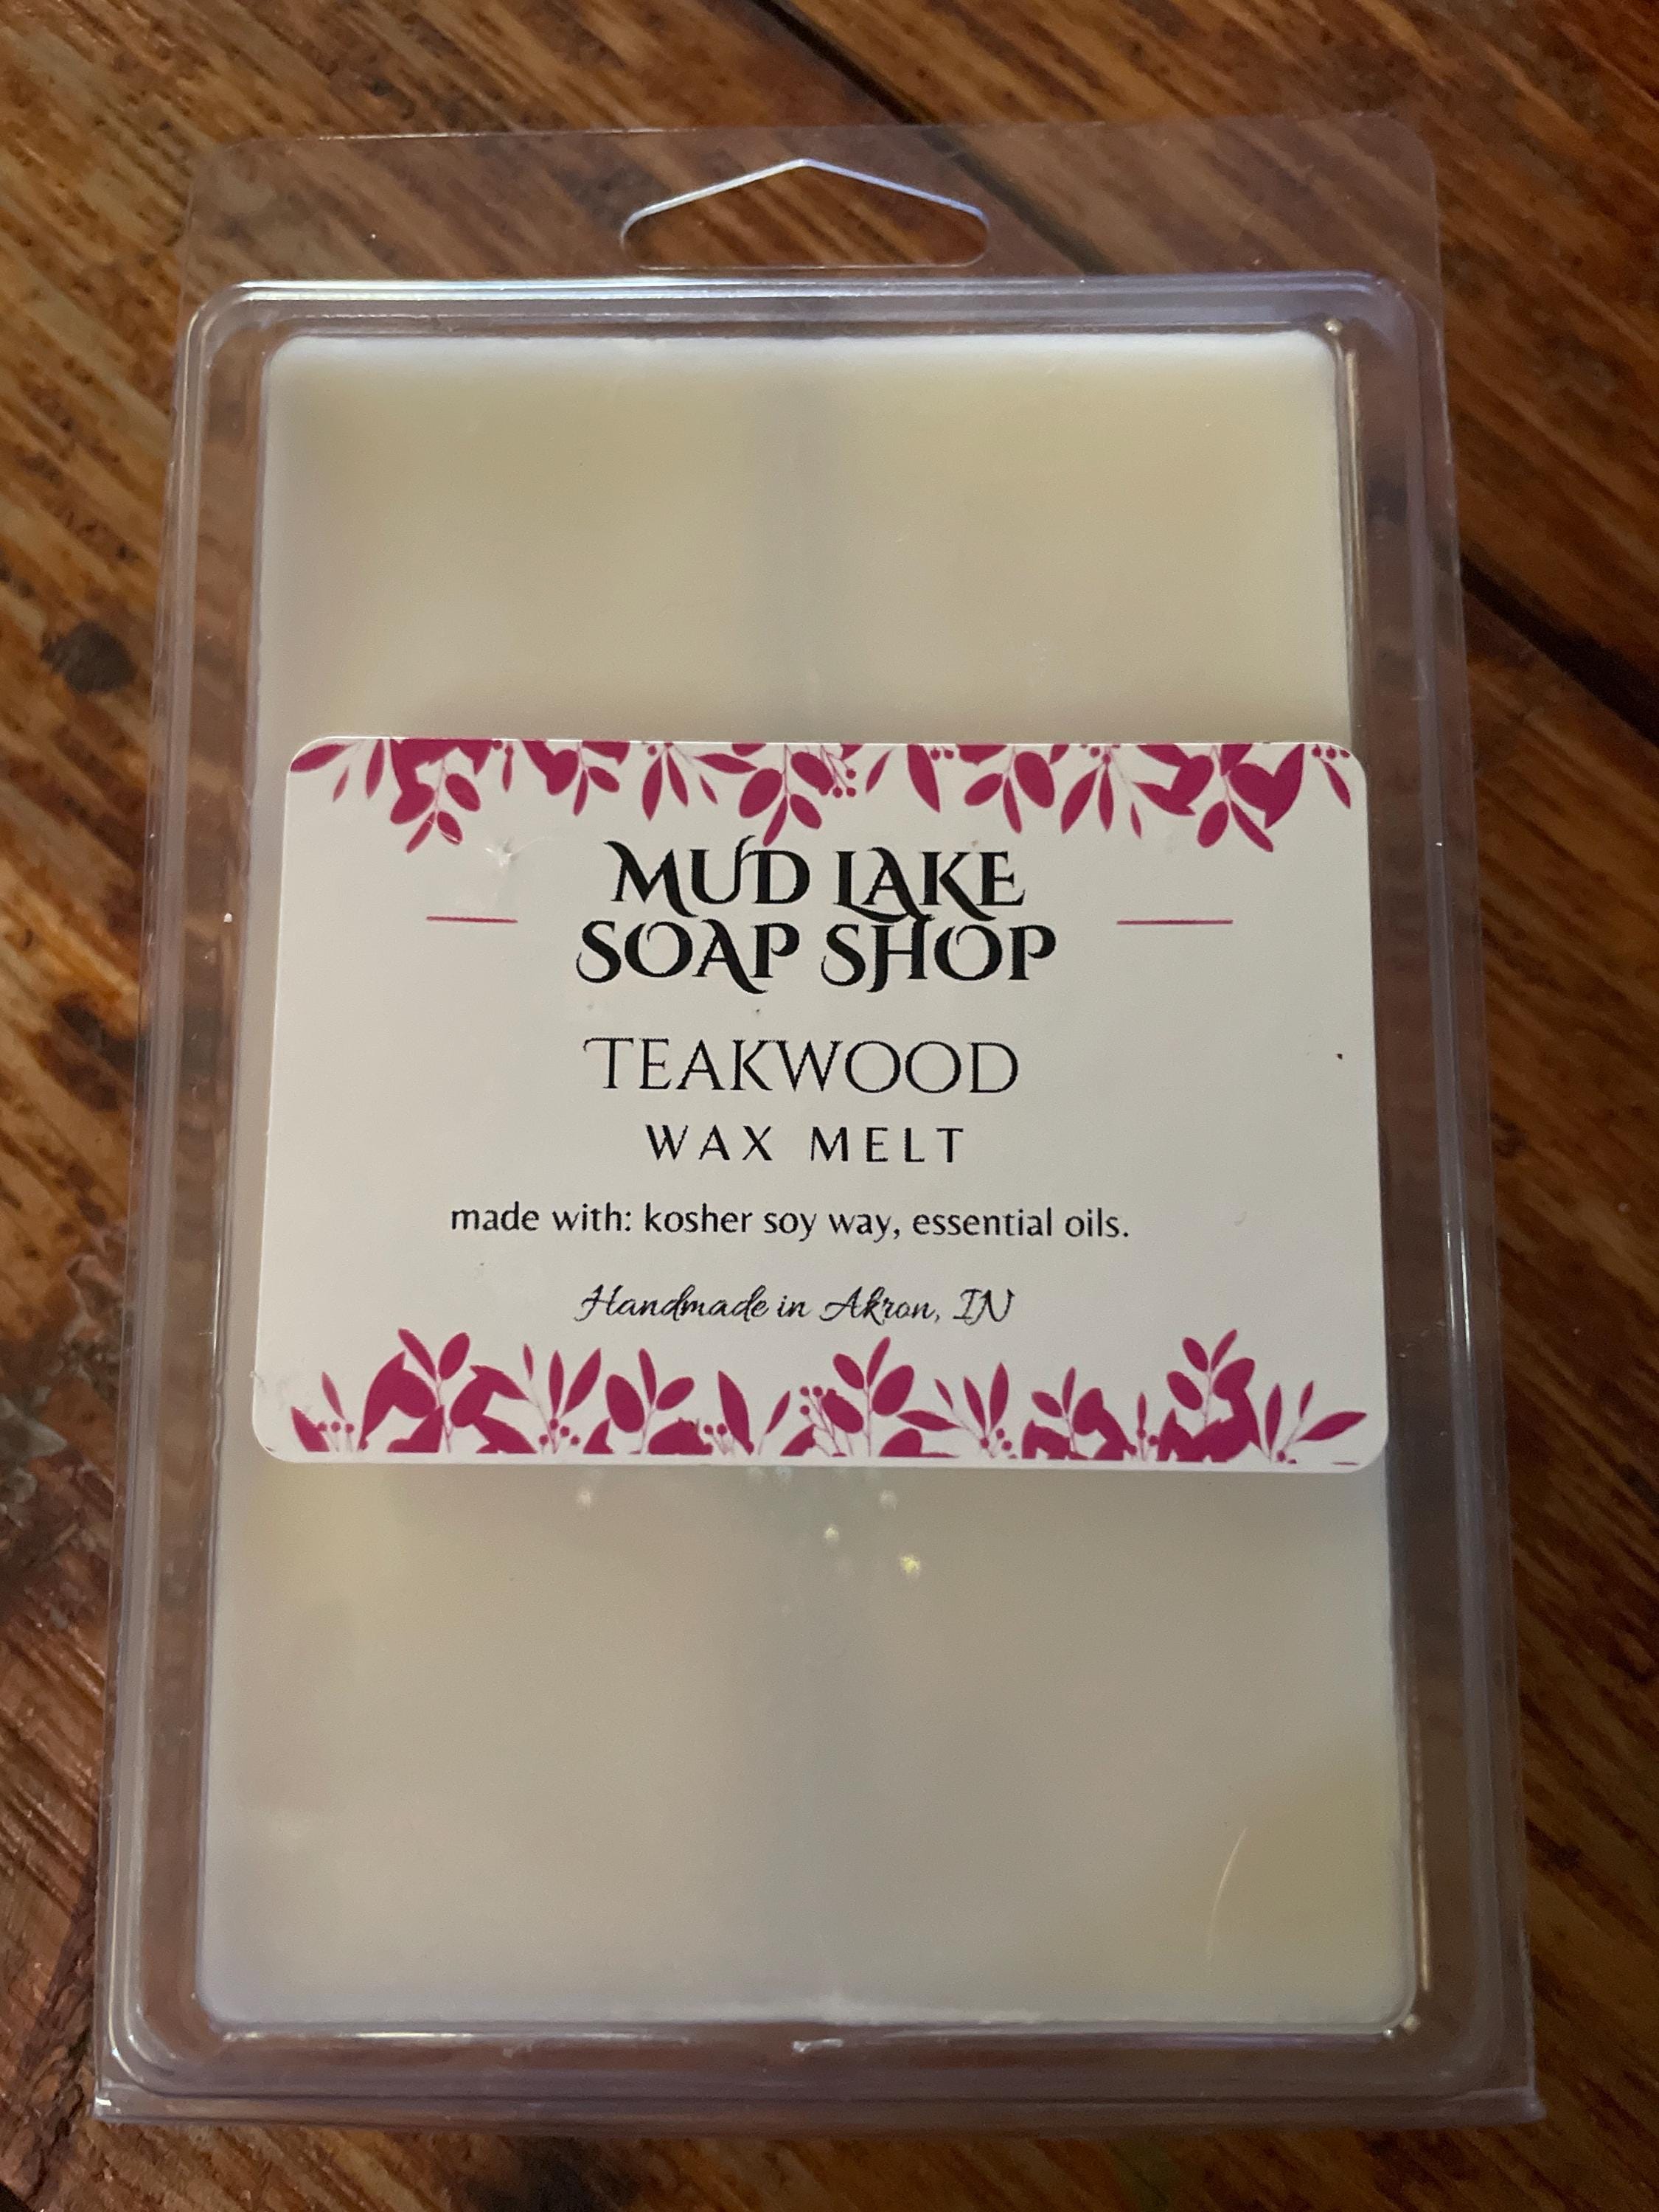 MUD LAKE
SOAP SHOP
TEAKWOOD
WAX MELT
made with: kosher soy way, essential oils.
Handmade in Akron, IN